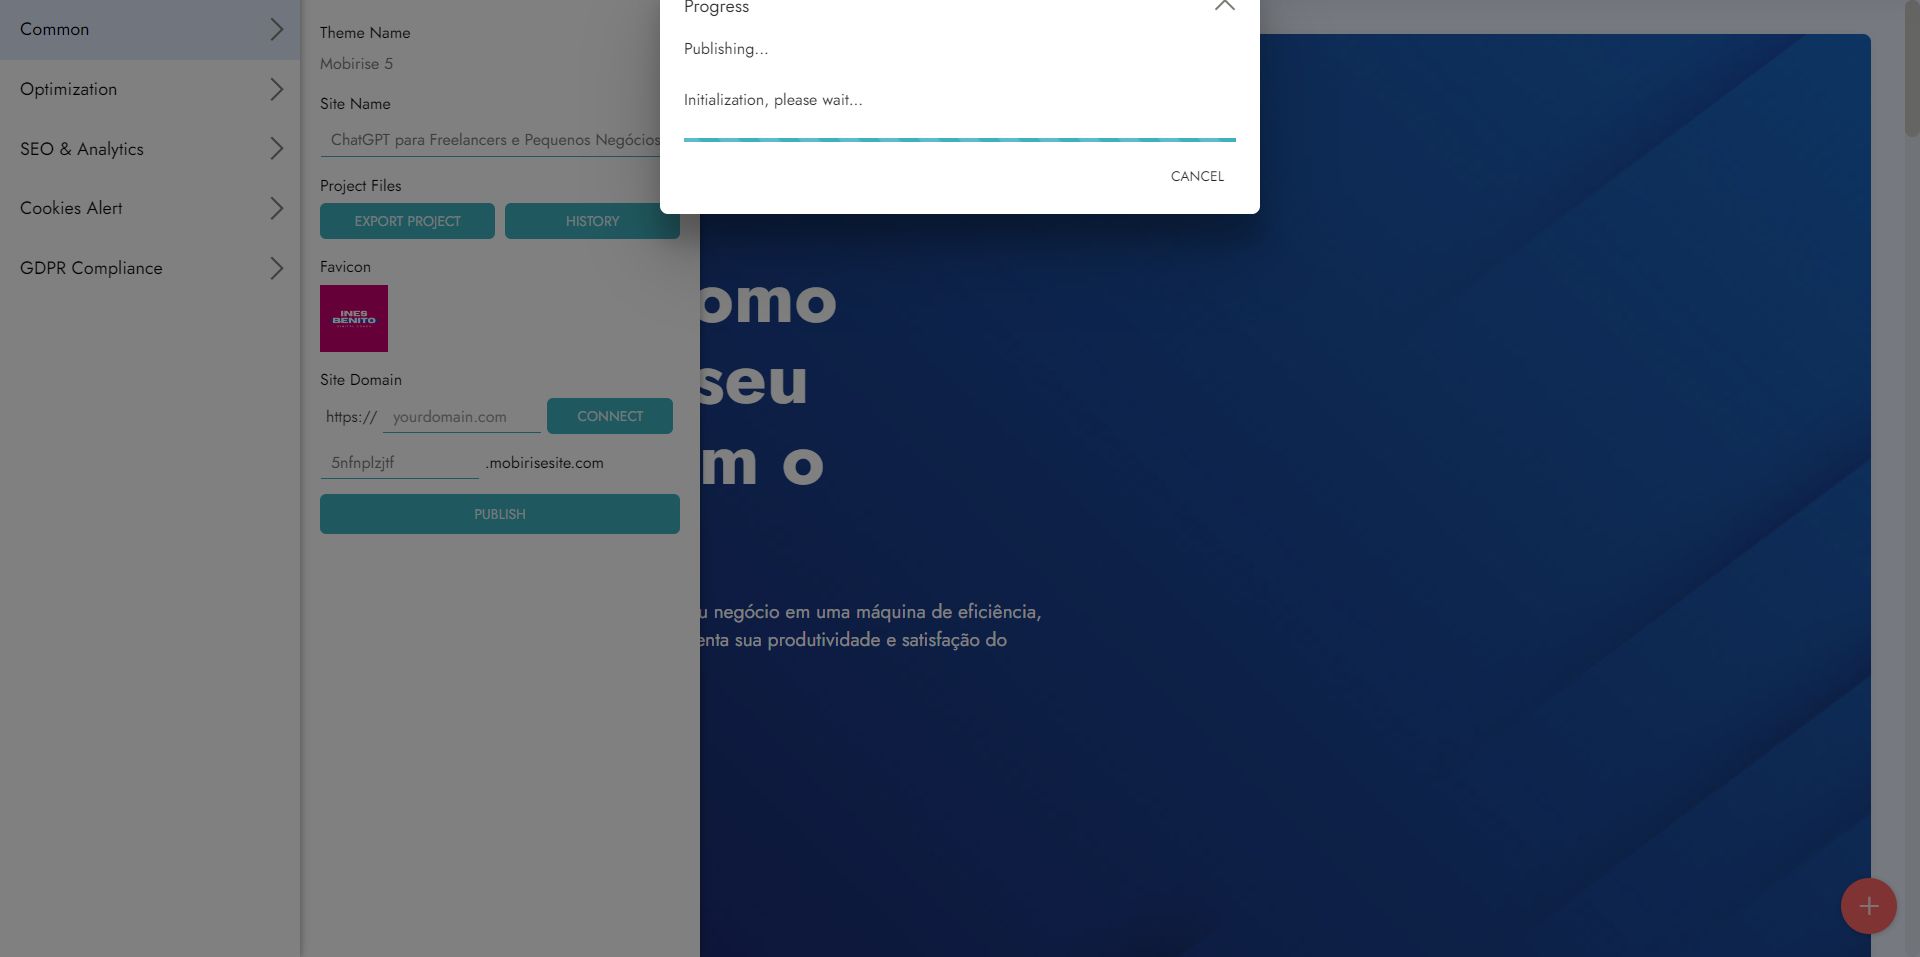 Common
Optimization
SEO & Analytics
Cookies Alert
GDPR Compliance
Theme Name
Mobirise 5
Site Name
ChatGPT para Freelancers e Pequenos Negócios
Project Files
EXPORT PROJECT
HISTORY
Favicon
INES
BENITO
Site Domain
https:// yourdomain.com
CONNECT
5nfnplzjtf .mobirisesite.com
PUBLISH
Progress
Publishing...
Initialization, please wait...
CANCEL
omo
seu
m o
u negócio em uma máquina de eficiência,
enta sua produtividade e satisfação do